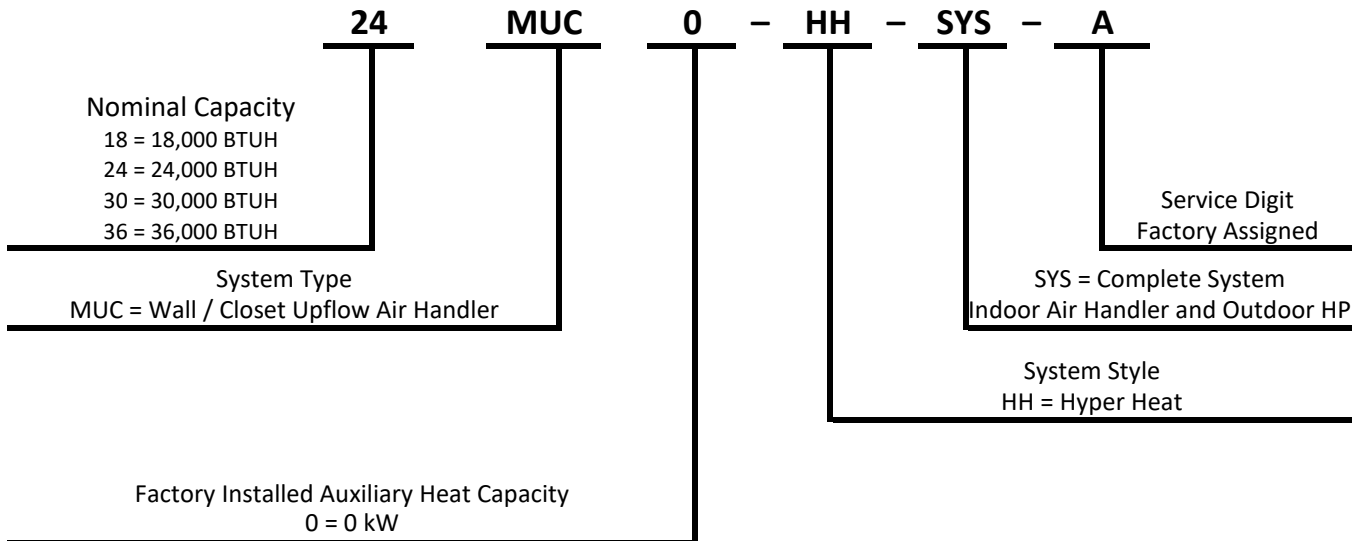 24 MUC 0 – HH – SYS – A
Nominal Capacity
18 = 18,000 BTUH
24 = 24,000 BTUH
30 = 30,000 BTUH
36 = 36,000 BTUH
Service Digit
Factory Assigned
System Type
MUC = Wall / Closet Upflow Air Handler
SYS = Complete System
Indoor Air Handler and Outdoor HP
System Style
HH = Hyper Heat
Factory Installed Auxiliary Heat Capacity
0 = 0 kW